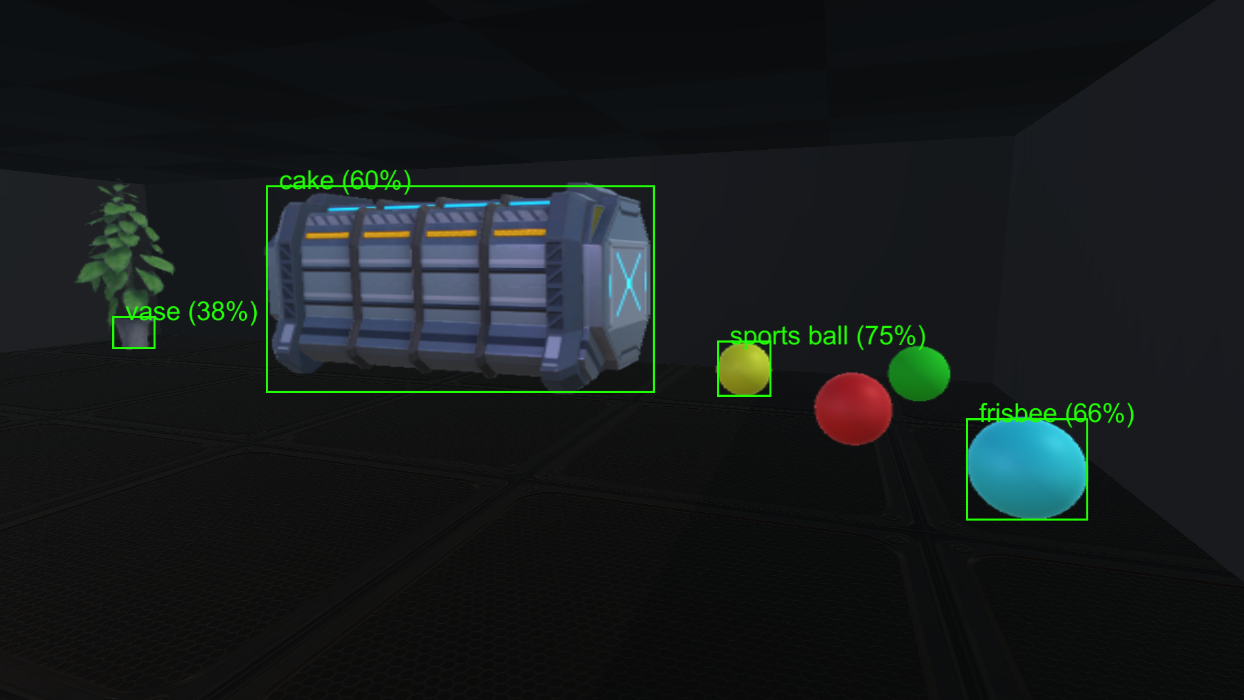 cake (60%)
vase (38%)
sports ball (75%)
frisbee (66%)